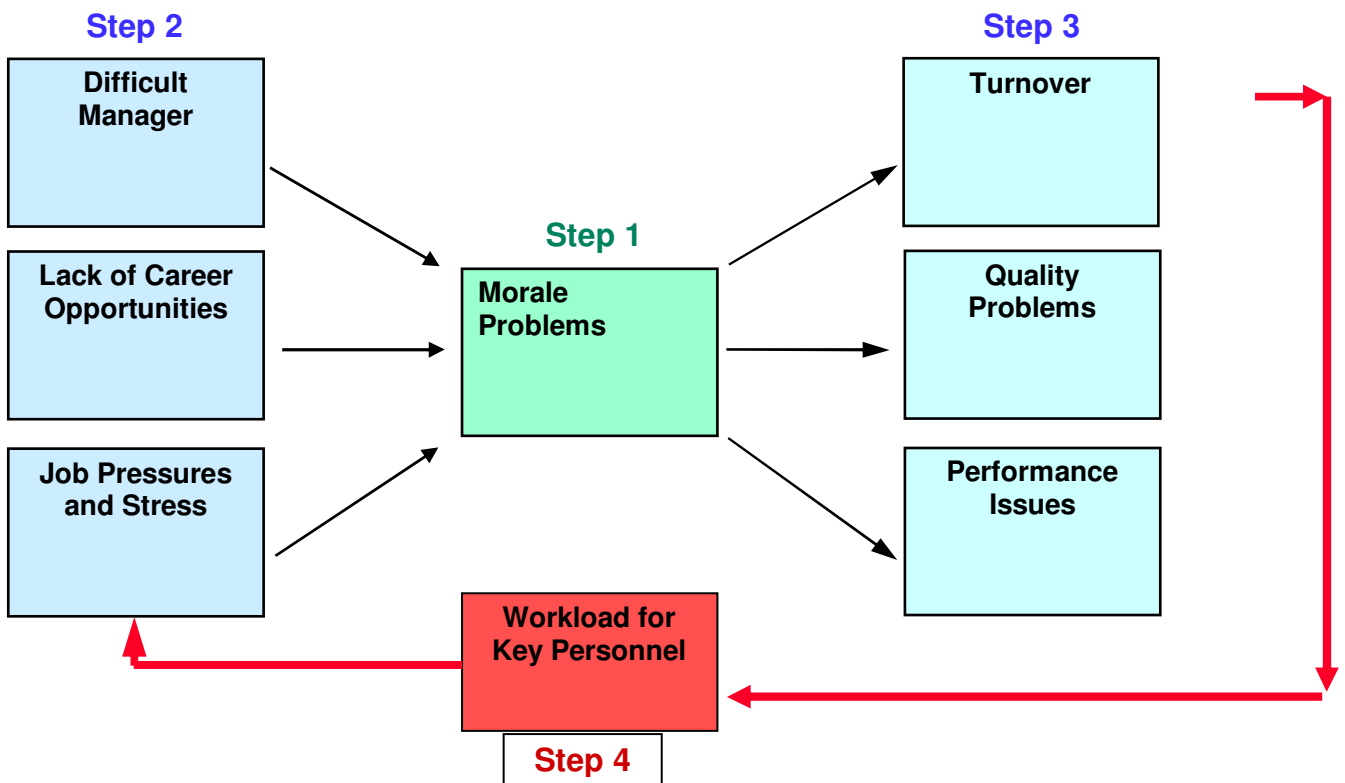 Step 2
Difficult
Manager
Lack of Career
Opportunities
Job Pressures
and Stress
Step 1
Morale
Problems
Step 3
Turnover
Quality
Problems
Performance
Issues
Workload for
Key Personnel
Step 4